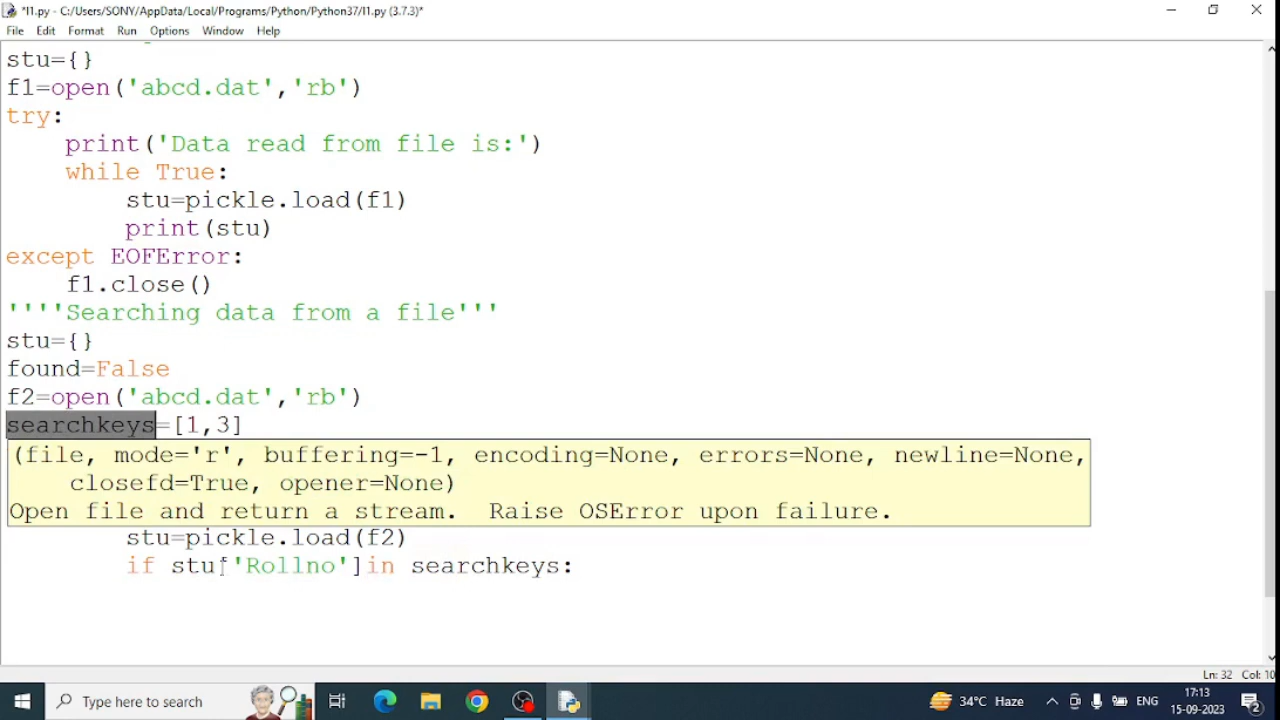 *l1.py - C:/Users/SONY/AppData/Local/Programs/Python/Python37/l1.py (3.7.3)*
File Edit Format Run Options Window Help
stu={}
f1=open('abcd.dat','rb')
try:
    print('Data read from file is:')
    while True:
        stu=pickle.load(f1)
        print(stu)
except EOFError:
    f1.close()
''''Searching data from a file'''
stu={}
found=False
f2=open('abcd.dat','rb')
searchkeys=[1,3]
(file, mode='r', buffering=-1, encoding=None, errors=None, newline=None,
closefd=True, opener=None)
Open file and return a stream.  Raise OSError upon failure.
        stu=pickle.load(f2)
        if stu['Rollno']in searchkeys:
Ln: 32 Col: 10
Type here to search
34°C Haze
ENG
17:13
15-09-2023
2